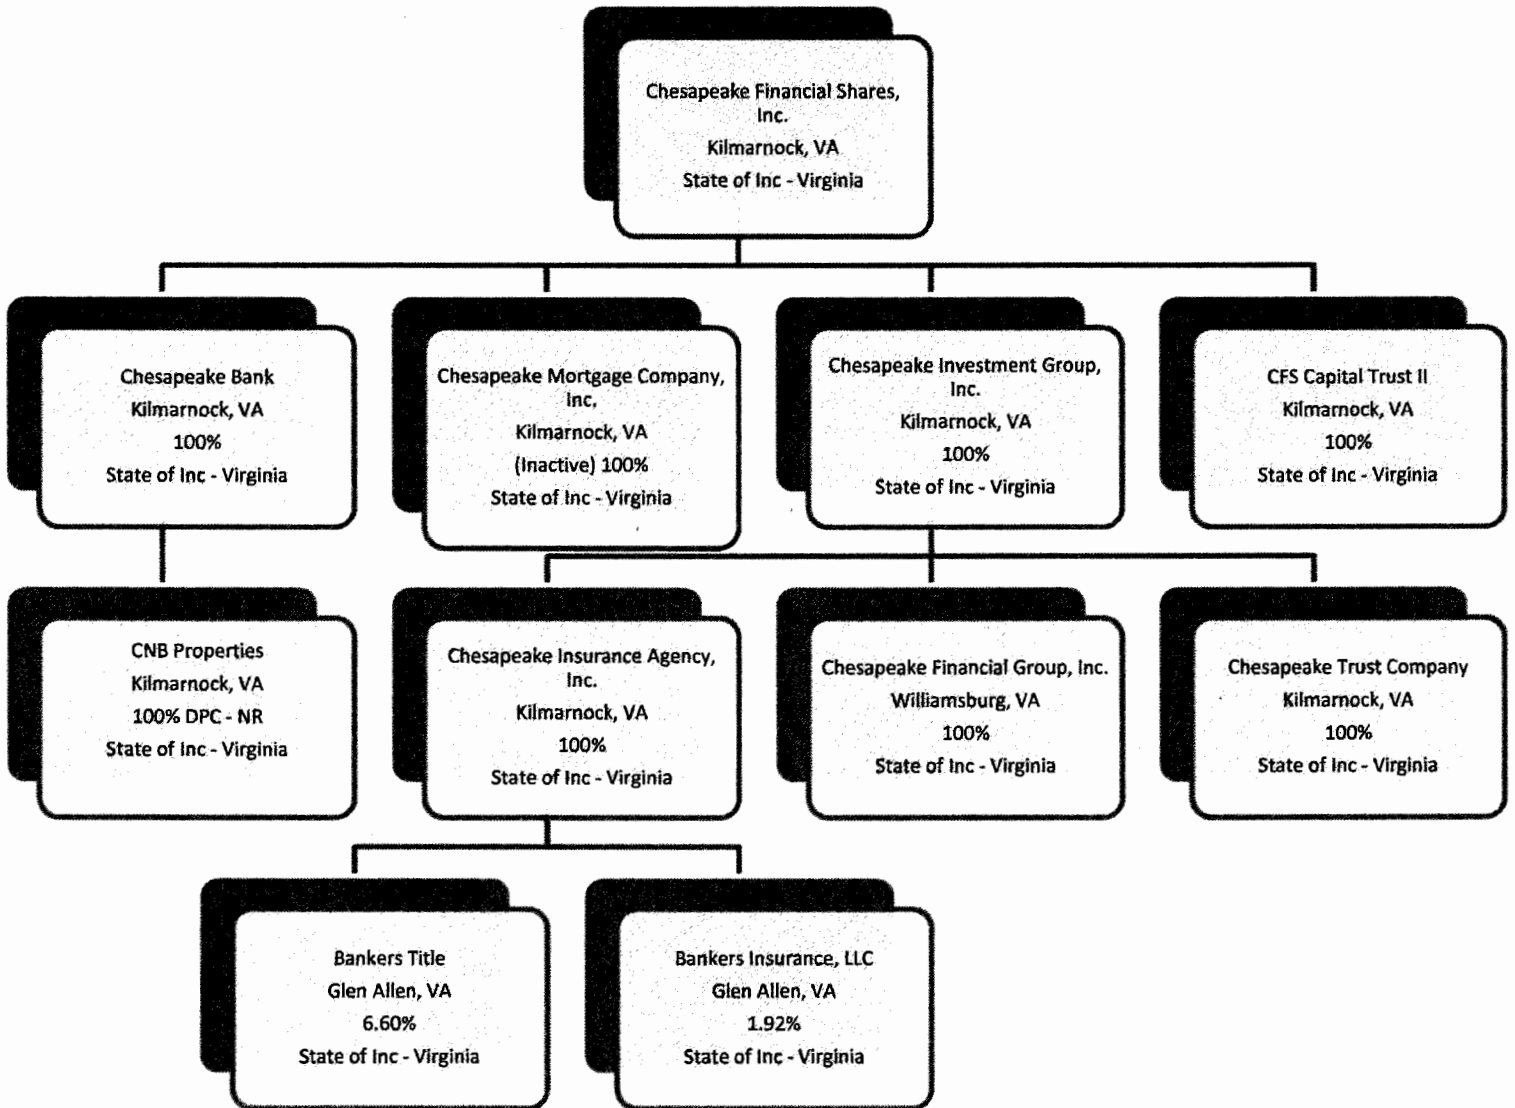 Chesapeake Financial Shares,
Inc.
Kilmarnock, VA
State of Inc - Virginia
Chesapeake Bank
Kilmarnock, VA
100%
State of Inc - Virginia
Chesapeake Mortgage Company,
Inc.
Kilmarnock, VA
(Inactive) 100%
State of Inc - Virginia
Chesapeake Investment Group,
Inc.
Kilmarnock, VA
100%
State of Inc - Virginia
CFS Capital Trust II
Kilmarnock, VA
100%
State of Inc - Virginia
CNB Properties
Kilmarnock, VA
100% DPC - NR
State of Inc - Virginia
Chesapeake Insurance Agency,
Inc.
Kilmarnock, VA
100%
State of Inc - Virginia
Chesapeake Financial Group, Inc.
Williamsburg, VA
100%
State of Inc - Virginia
Chesapeake Trust Company
Kilmarnock, VA
100%
State of Inc - Virginia
Bankers Title
Glen Allen, VA
6.60%
State of Inc - Virginia
Bankers Insurance, LLC
Glen Allen, VA
1.92%
State of Inc - Virginia